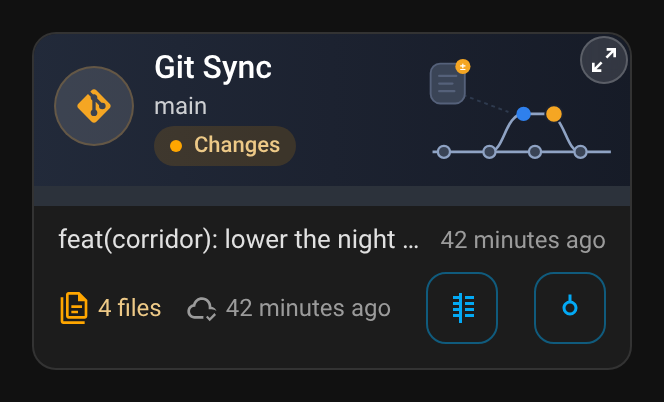 Git Sync
main
Changes
feat(corridor): lower the night … 42 minutes ago
4 files 42 minutes ago